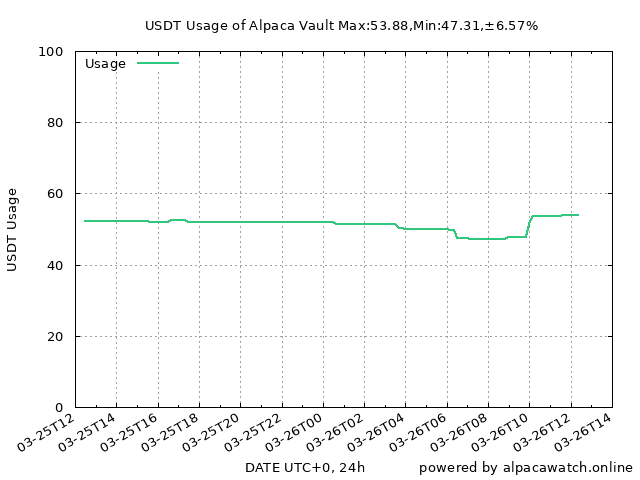 USDT Usage of Alpaca Vault Max:53.88,Min:47.31,±6.57%
100
Usage
80
60
USDT Usage
40
20
0
03-25T12
03-25T14
03-25T16
03-25T18
03-25T20
03-25T22
03-26T00
03-26T02
03-26T04
03-26T06
03-26T08
03-26T10
03-26T12
03-26T14
DATE UTC+0, 24h
powered by alpacawatch.online